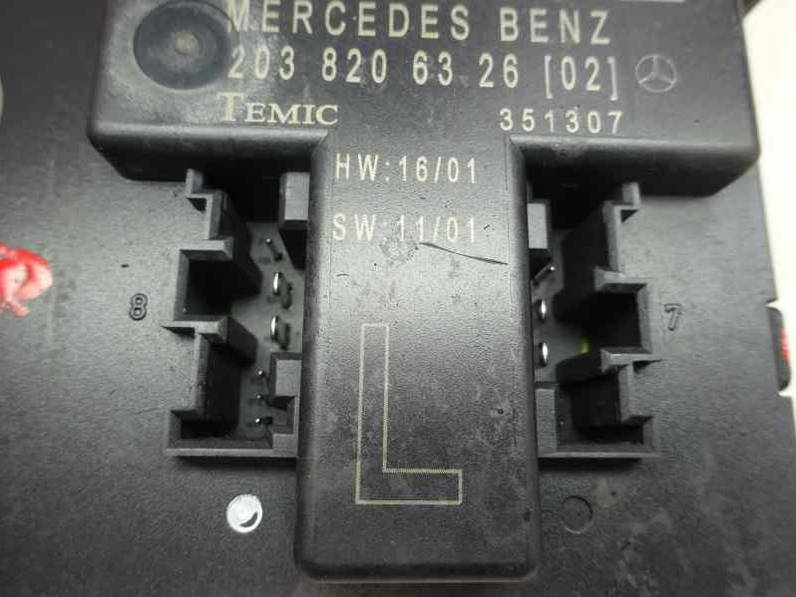 MERCEDES BENZ
203 820 63 26 [02]
TEMIC 351307
HW:16/01
SW:11/01
8 7
L